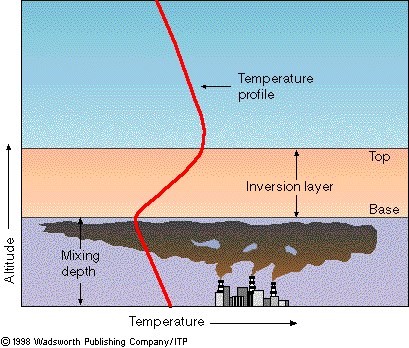 Temperature
profile
Top
Inversion layer
Base
Mixing
depth
Altitude
Temperature
© 1998 Wadsworth Publishing Company/ITP